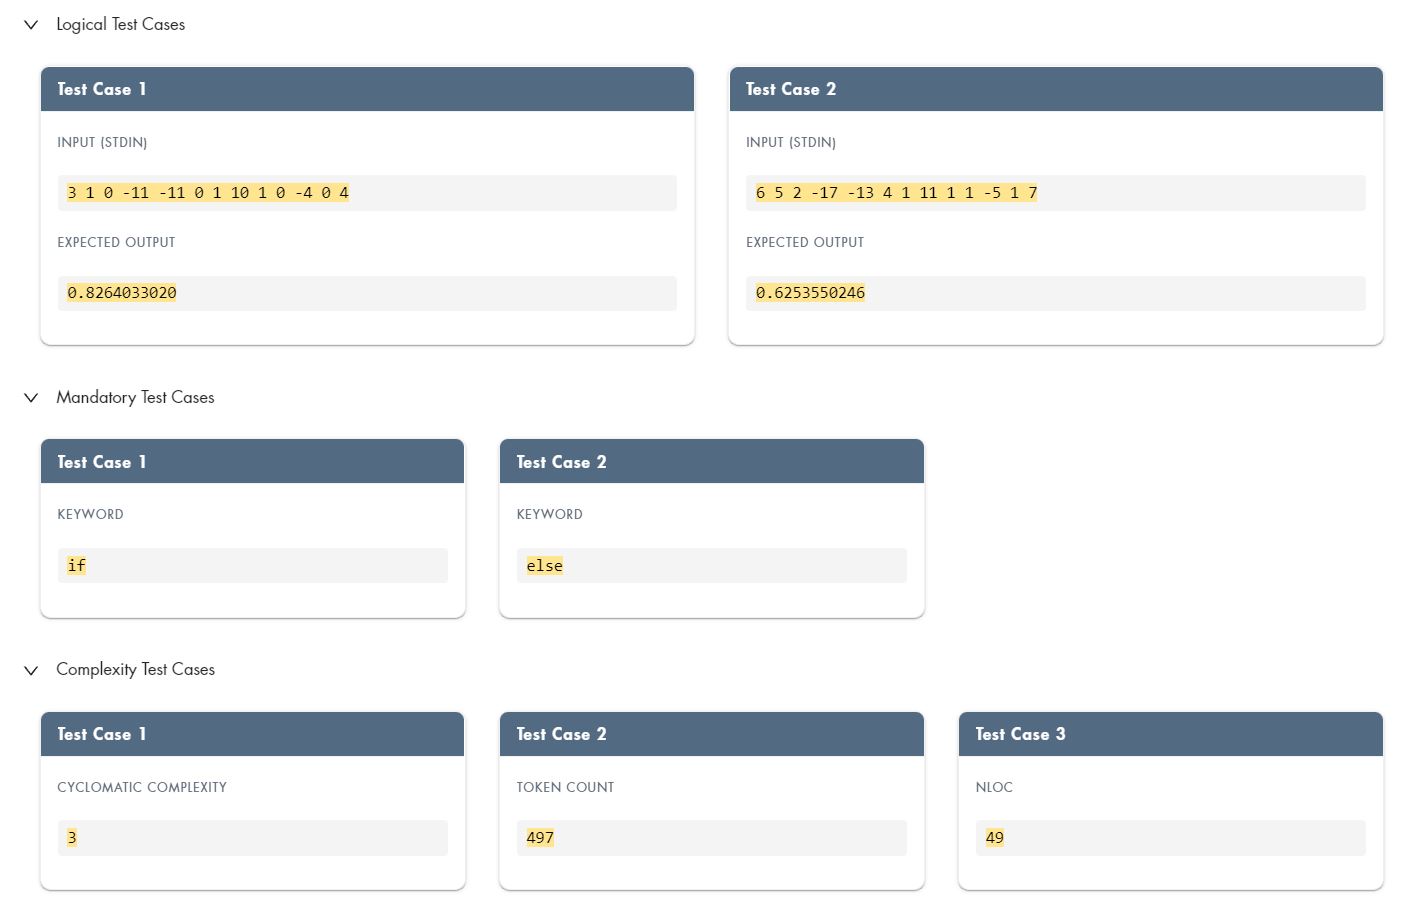 Logical Test Cases
Test Case 1
INPUT (STDIN)
3 1 0 -11 -11 0 1 10 1 0 -4 0 4
EXPECTED OUTPUT
0.8264033020
Test Case 2
INPUT (STDIN)
6 5 2 -17 -13 4 1 11 1 1 -5 1 7
EXPECTED OUTPUT
0.6253550246
Mandatory Test Cases
Test Case 1
KEYWORD
if
Test Case 2
KEYWORD
else
Complexity Test Cases
Test Case 1
CYCLOMATIC COMPLEXITY
3
Test Case 2
TOKEN COUNT
497
Test Case 3
NLOC
49